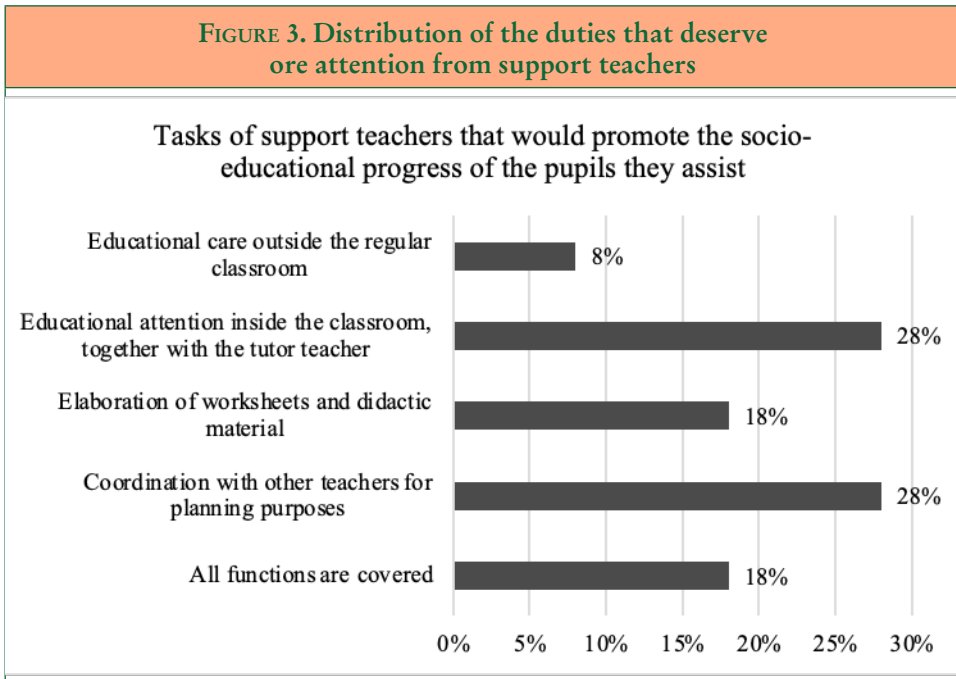 FIGURE 3. Distribution of the duties that deserve
ore attention from support teachers
Tasks of support teachers that would promote the socio-
educational progress of the pupils they assist
Educational care outside the regular
classroom
8%
Educational attention inside the classroom,
together with the tutor teacher
28%
Elaboration of worksheets and didactic
material
18%
Coordination with other teachers for
planning purposes
28%
All functions are covered
18%
0% 5% 10% 15% 20% 25% 30%